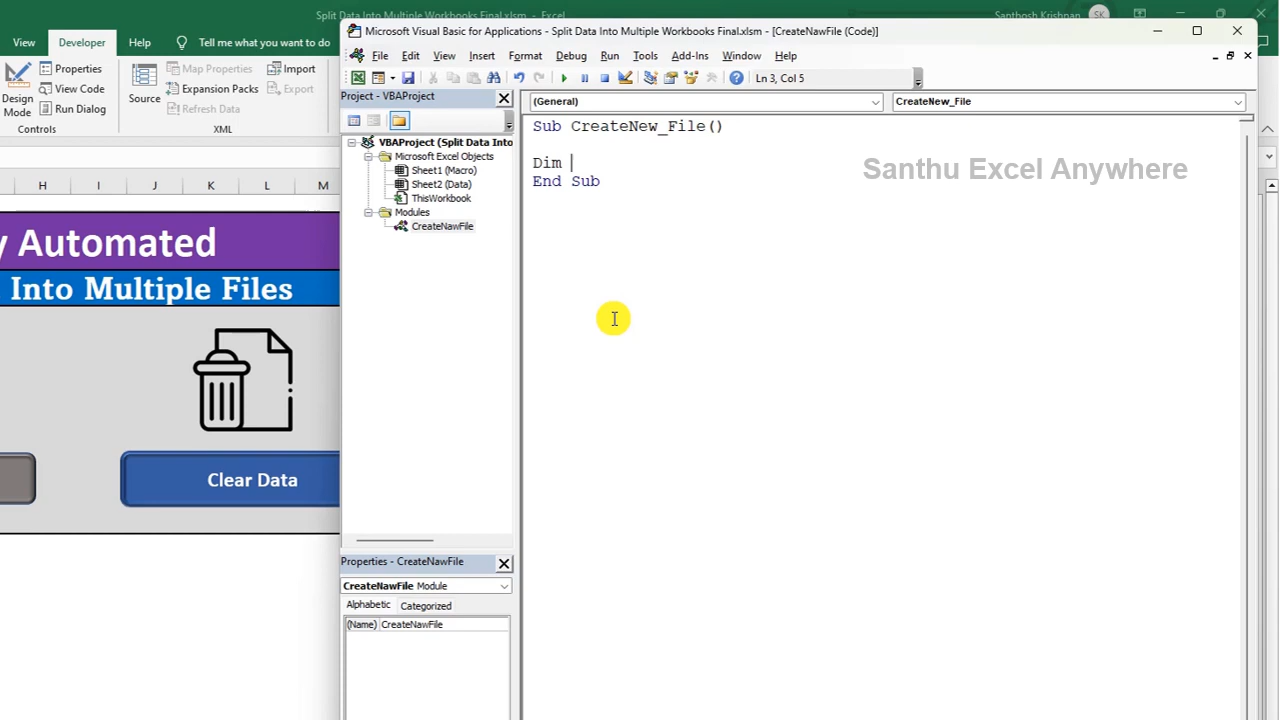 Split Data Into Multiple Workbooks Final.xlsm - Excel
Santhosh Krishnan
SK
View
Developer
Help
Tell me what you want to do
Design
Mode
Properties
View Code
Run Dialog
Controls
Source
Map Properties
Expansion Packs
Refresh Data
Import
Export
XML
H
I
J
K
L
M
y Automated
Into Multiple Files
Clear Data
Microsoft Visual Basic for Applications - Split Data Into Multiple Workbooks Final.xlsm - [CreateNawFile (Code)]
File
Edit
View
Insert
Format
Debug
Run
Tools
Add-Ins
Window
Help
Ln 3, Col 5
Project - VBAProject
VBAProject (Split Data Into
Microsoft Excel Objects
Sheet1 (Macro)
Sheet2 (Data)
ThisWorkbook
Modules
CreateNawFile
Properties - CreateNawFile
CreateNawFile Module
Alphabetic
Categorized
(Name)
CreateNawFile
(General)
CreateNew_File
Sub CreateNew_File()
Dim
End Sub
Santhu Excel Anywhere